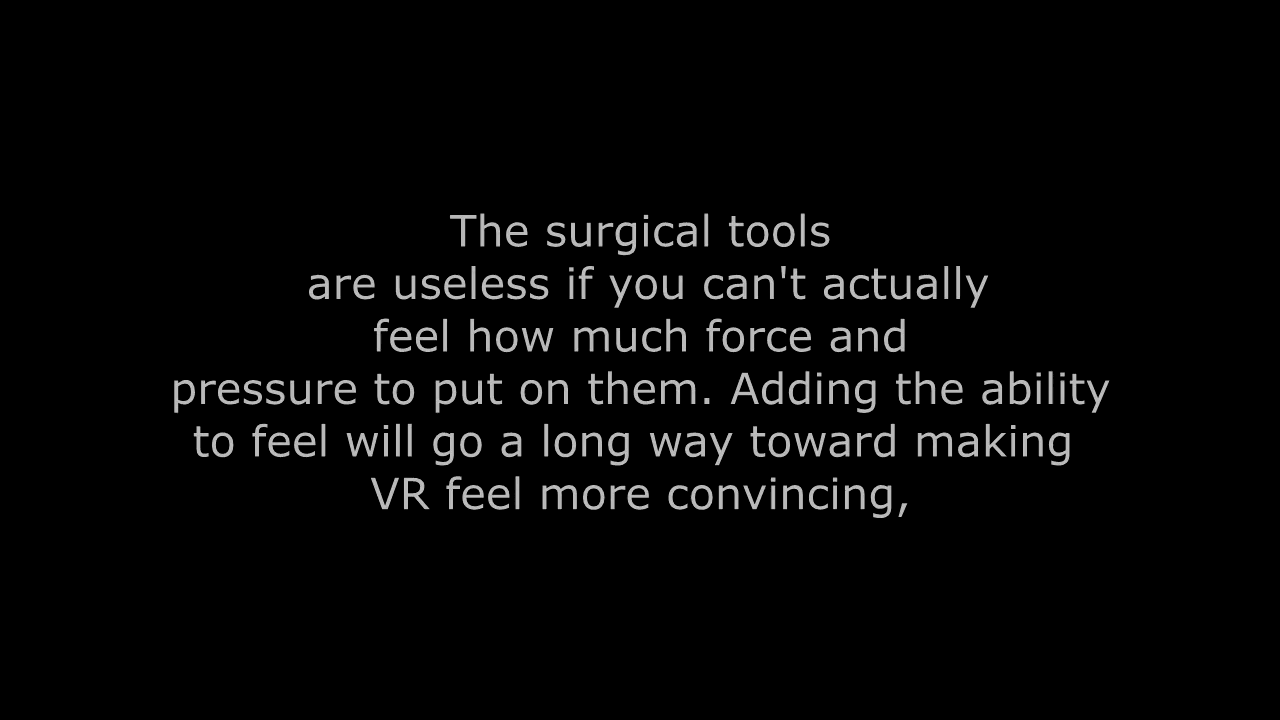 The surgical tools
are useless if you can't actually
feel how much force and
pressure to put on them. Adding the ability
to feel will go a long way toward making
VR feel more convincing,